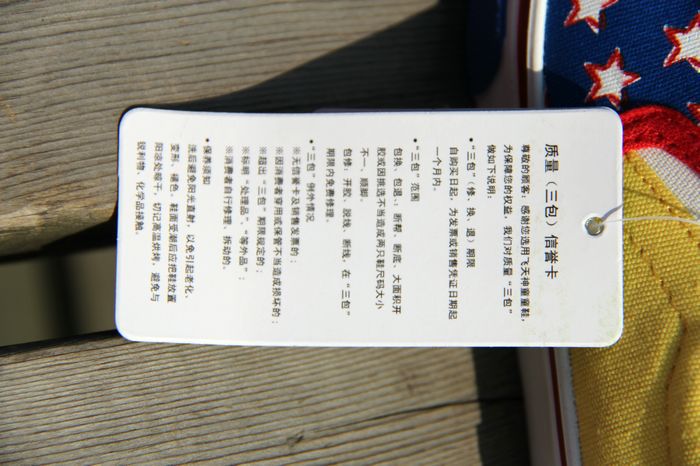 质量（三包）信誉卡
尊敬的顾客：感谢您选用飞天神童童鞋，
为保障您的权益，我们对质量“三包”
做如下说明：
•“三包”（修、换、退）期限
自购买日起，为发票或销售凭证日期起
一个月内。
•“三包”范围
包换、包退：断帮、断底、大面积开
胶或因挑选不当造成两只鞋尺码大小
不一、顺脚。
包修：开胶、脱线、断线，在“三包”
期限内免费修理。
•“三包”例外情况
※无信誉卡及销售发票的；
※因消费者穿用或保管不当造成损坏的；
※超出“三包”期限规定的；
※标明“处理品”、“等外品”；
※消费者自行修理、拆动的。
•保养须知
洗后避免阳光直射，以免引起老化、
变形、褪色。鞋面受潮后应把鞋放置
阳凉处晾干，切记高温烘烤，避免与
锐利物、化学品接触。